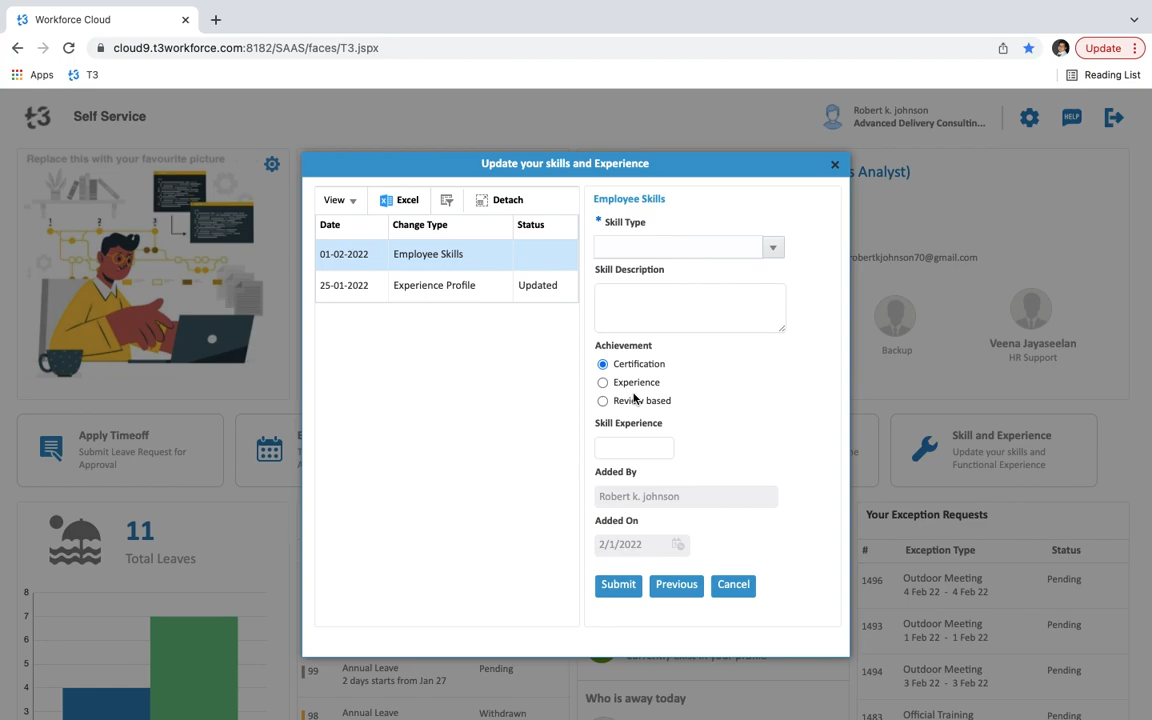 Workforce Cloud
cloud9.t3workforce.com:8182/SAAS/faces/T3.jspx
Update
Apps
T3
Reading List
t3
Self Service
Robert k. johnson
Advanced Delivery Consultin...
HELP
Replace this with your favourite picture
Update your skills and Experience
s Analyst)
View
Excel
Detach
Date
Change Type
Status
01-02-2022
Employee Skills
25-01-2022
Experience Profile
Updated
Employee Skills
* Skill Type
Skill Description
Achievement
Certification
Experience
Review based
Skill Experience
Added By
Robert k. johnson
Added On
2/1/2022
Submit
Previous
Cancel
robertkjohnson70@gmail.com
Backup
Veena Jayaseelan
HR Support
Apply Timeoff
Submit Leave Request for
Approval
Skill and Experience
Update your skills and
Functional Experience
11
Total Leaves
8
7
6
5
4
3
99
Annual Leave
2 days starts from Jan 27
Pending
98
Annual Leave
Withdrawn
Who is away today
Your Exception Requests
#
Exception Type
Status
1496
Outdoor Meeting
4 Feb 22 - 4 Feb 22
Pending
1493
Outdoor Meeting
1 Feb 22 - 1 Feb 22
Pending
1494
Outdoor Meeting
3 Feb 22 - 3 Feb 22
Pending
1483
Official Training
Pending